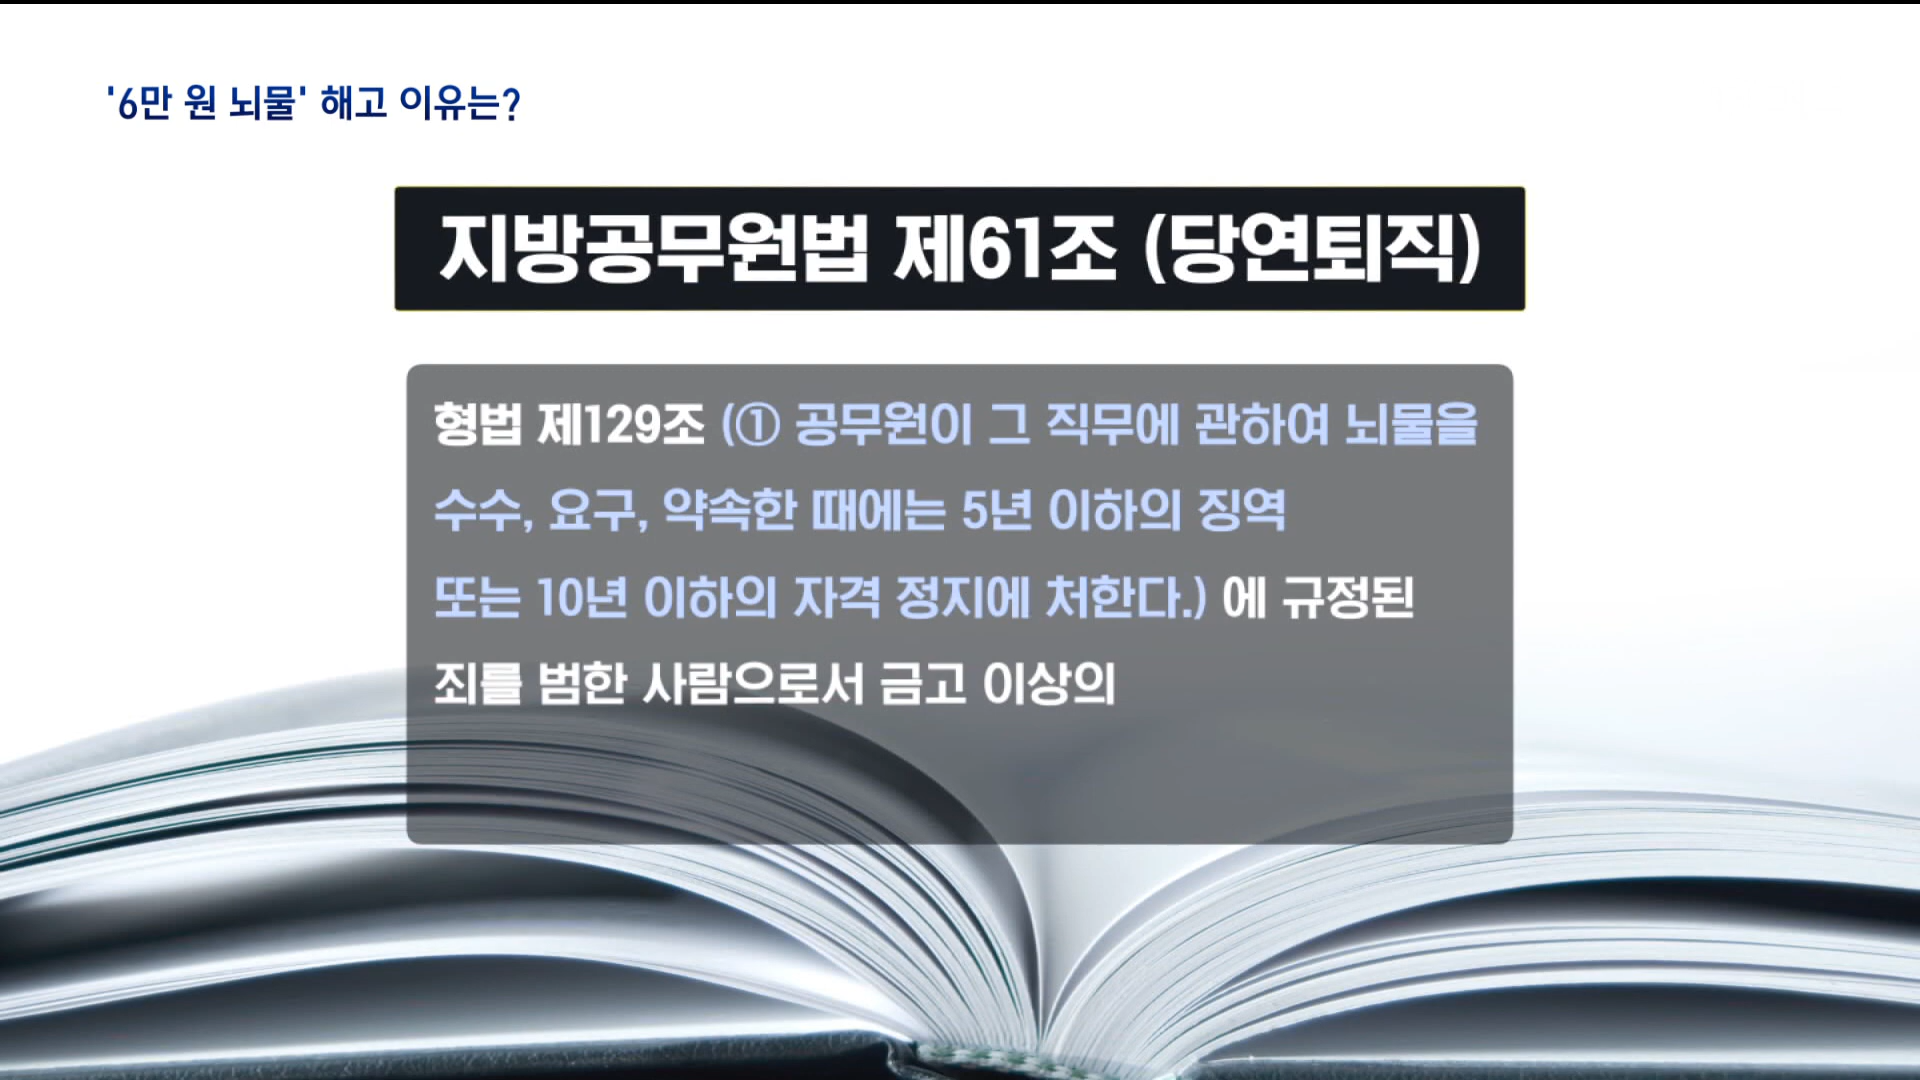 '6만 원 뇌물' 해고 이유는?
지방공무원법 제61조 (당연퇴직)
형법 제129조 (① 공무원이 그 직무에 관하여 뇌물을
수수, 요구, 약속한 때에는 5년 이하의 징역
또는 10년 이하의 자격 정지에 처한다.) 에 규정된
죄를 범한 사람으로서 금고 이상의